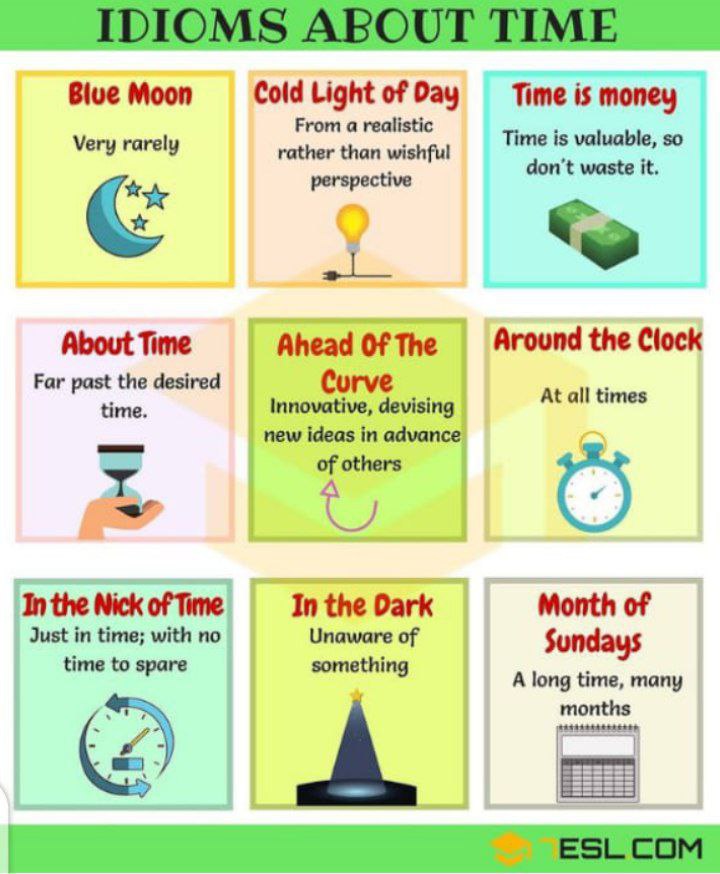 IDIOMS ABOUT TIME
Blue Moon
Very rarely
Cold Light of Day
From a realistic
rather than wishful
perspective
Time is money
Time is valuable, so
don't waste it.
About Time
Far past the desired
time.
Ahead Of The
Curve
Innovative, devising
new ideas in advance
of others
Around the Clock
At all times
In the Nick of Time
Just in time; with no
time to spare
In the Dark
Unaware of
something
Month of
Sundays
A long time, many
months
7ESL.COM